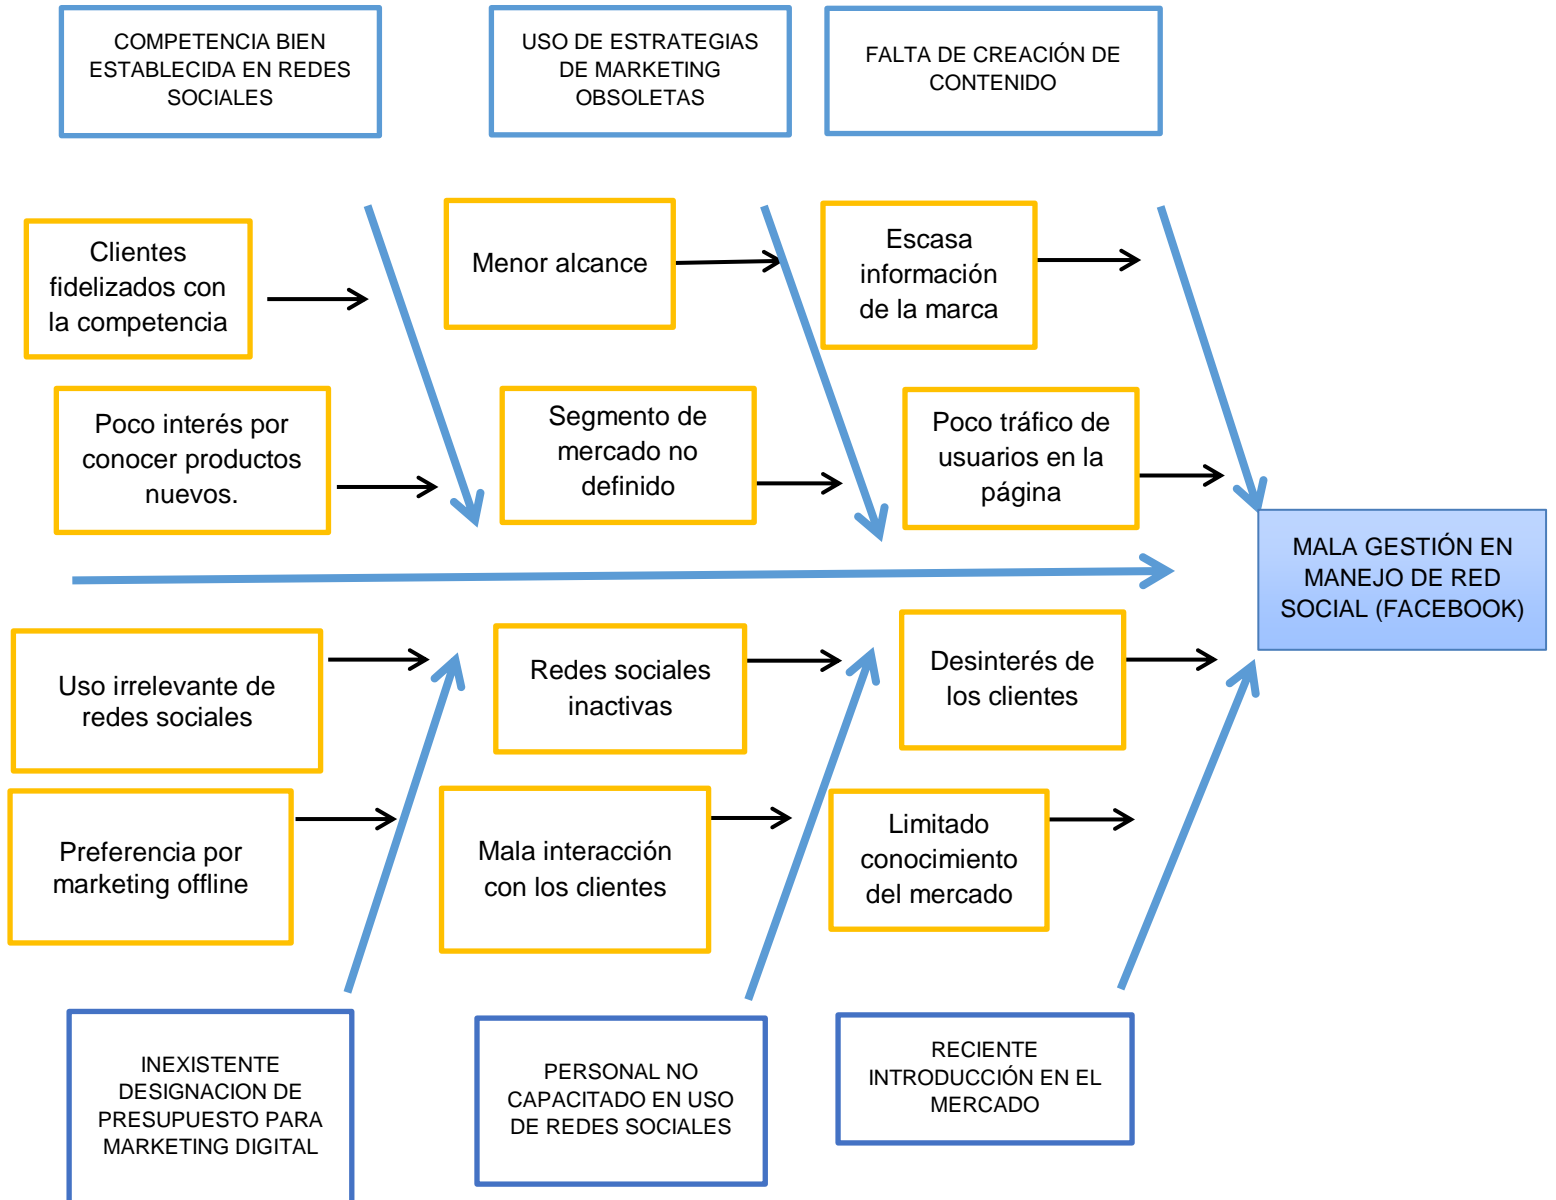 COMPETENCIA BIEN
ESTABLECIDA EN REDES
SOCIALES
USO DE ESTRATEGIAS
DE MARKETING
OBSOLETAS
FALTA DE CREACIÓN DE
CONTENIDO
Clientes
fidelizados con
la competencia
Menor alcance
Escasa
información
de la marca
Poco interés por
conocer productos
nuevos.
Segmento de
mercado no
definido
Poco tráfico de
usuarios en la
página
MALA GESTIÓN EN
MANEJO DE RED
SOCIAL (FACEBOOK)
Uso irrelevante de
redes sociales
Redes sociales
inactivas
Desinterés de
los clientes
Preferencia por
marketing offline
Mala interacción
con los clientes
Limitado
conocimiento
del mercado
INEXISTENTE
DESIGNACION DE
PRESUPUESTO PARA
MARKETING DIGITAL
PERSONAL NO
CAPACITADO EN USO
DE REDES SOCIALES
RECIENTE
INTRODUCCIÓN EN EL
MERCADO